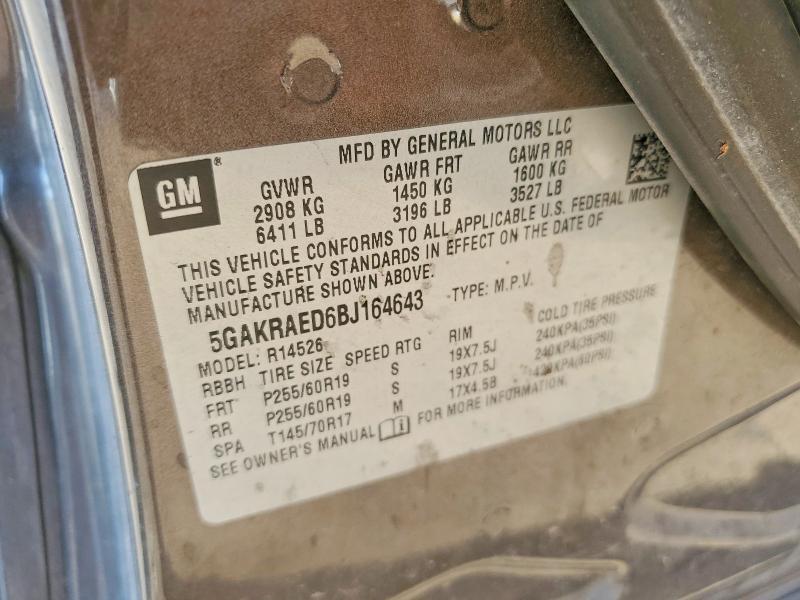 GM ®
MFD BY GENERAL MOTORS LLC
GVWR GAWR FRT GAWR RR
2908 KG 1450 KG 1600 KG
6411 LB 3196 LB 3527 LB
THIS VEHICLE CONFORMS TO ALL APPLICABLE U.S. FEDERAL MOTOR
VEHICLE SAFETY STANDARDS IN EFFECT ON THE DATE OF
MANUFACTURE SHOWN ABOVE.
5GAKRAED6BJ164643 TYPE: M.P.V.
MODEL: R14526
RBBH TIRE SIZE SPEED RTG RIM COLD TIRE PRESSURE
FRT P255/60R19 S 19X7.5J 240KPA(35PSI)
RR P255/60R19 S 19X7.5J 240KPA(35PSI)
SPA T145/70R17 M 17X4.5B 420KPA(60PSI)
SEE OWNER'S MANUAL FOR MORE INFORMATION.